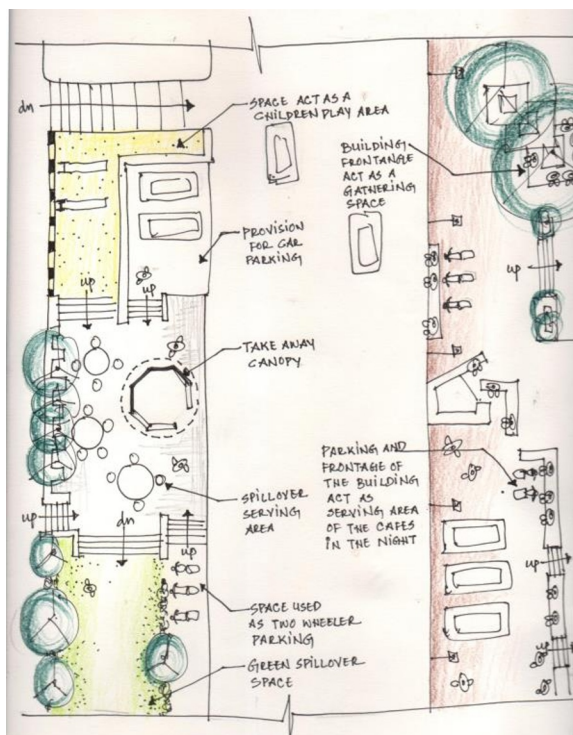 dn
SPACE ACT AS A
CHILDREN PLAY AREA
BUILDING
FRONTANGE
ACT AS A
GATHERING
SPACE
PROVISION
FOR CAR
PARKING
up
up
up
TAKE AWAY
CANOPY
PARKING AND
FRONTAGE OF
THE BUILDING
ACT AS
SERVING AREA
OF THE CAFES
IN THE NIGHT
SPILLOVER
SERVING
AREA
up
dn
up
up
SPACE USED
AS TWO WHEELER
PARKING
GREEN SPILLOVER
SPACE